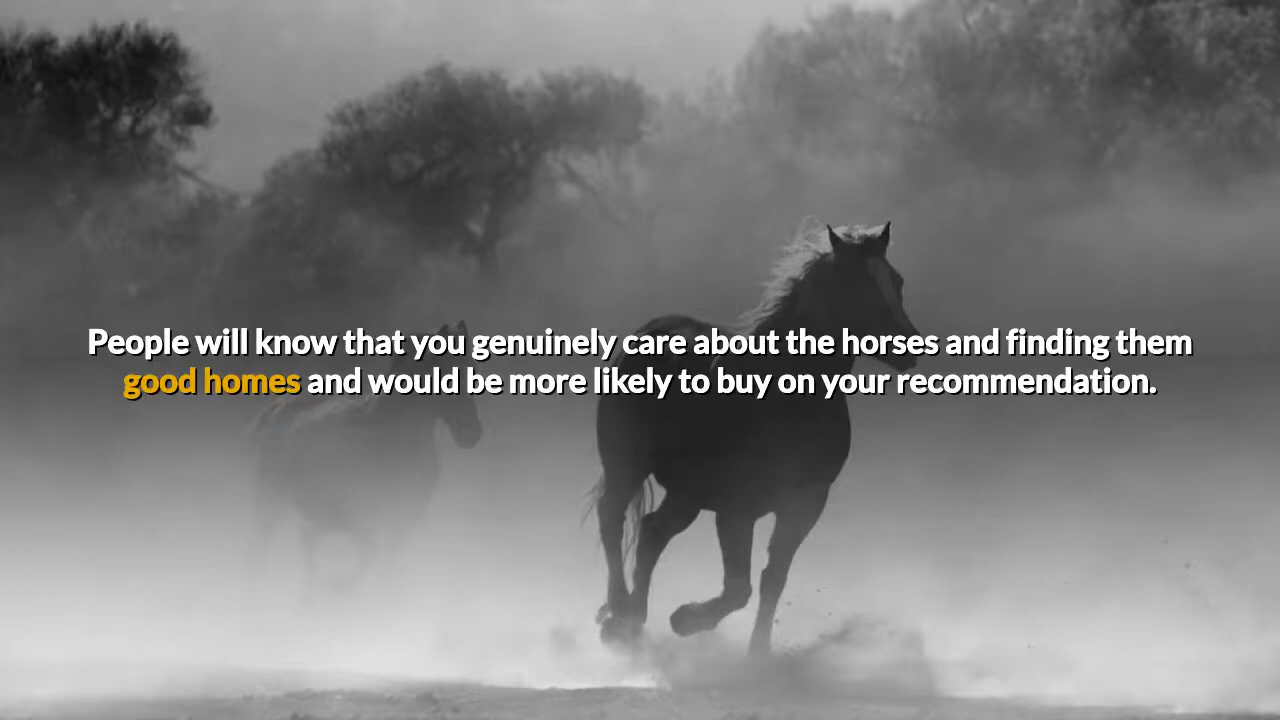 People will know that you genuinely care about the horses and finding them
good homes and would be more likely to buy on your recommendation.